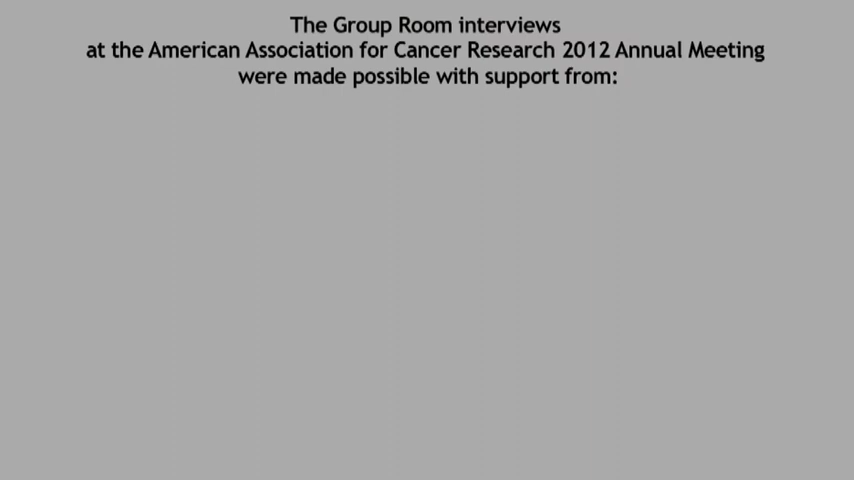 The Group Room interviews
at the American Association for Cancer Research 2012 Annual Meeting
were made possible with support from: